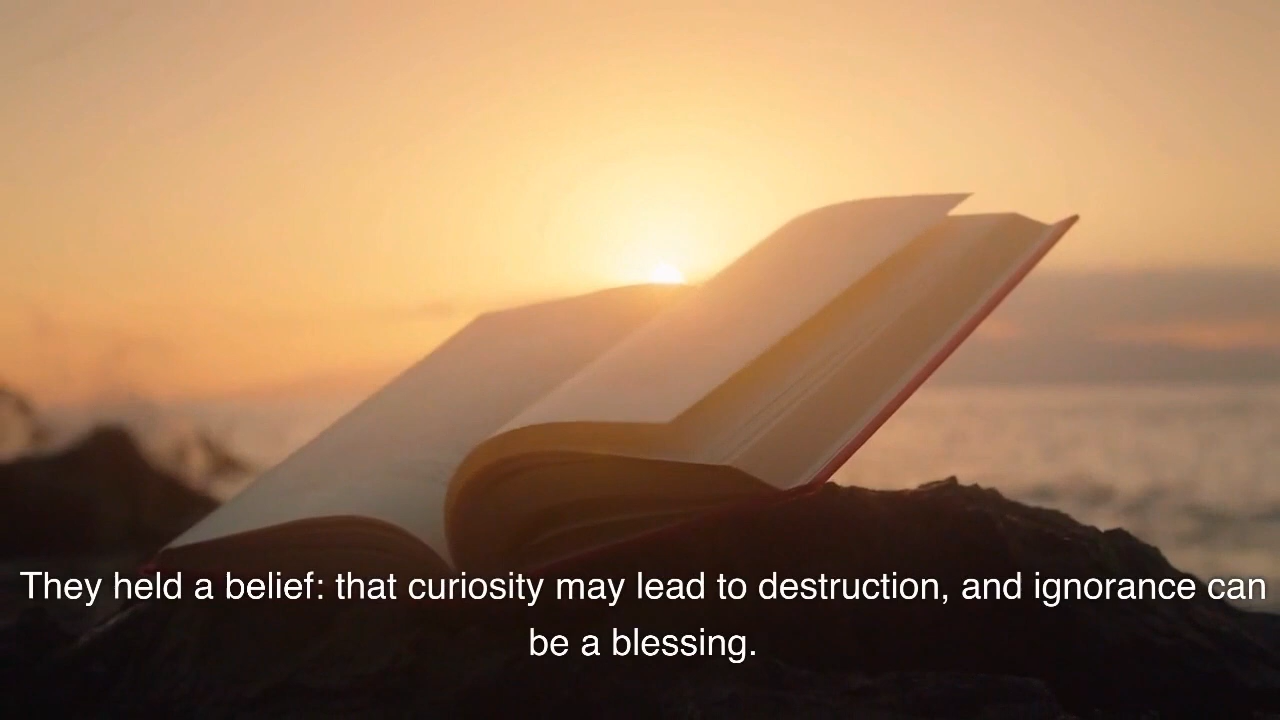 They held a belief: that curiosity may lead to destruction, and ignorance can
be a blessing.